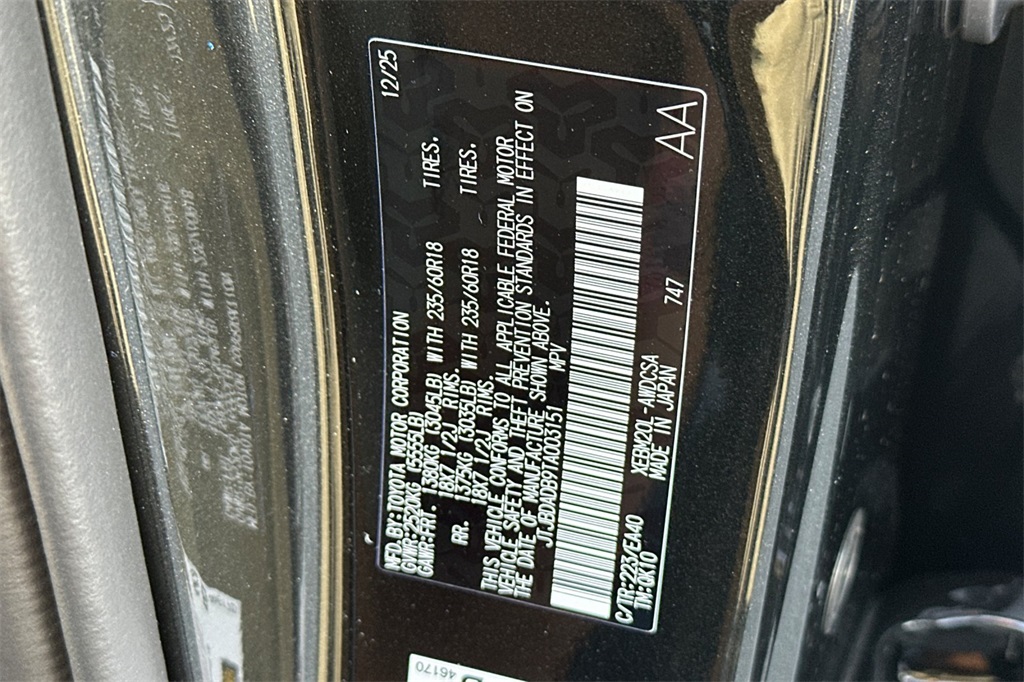 12/25
MFD.BY:TOYOTA MOTOR CORPORATION
GVWR:2520KG (5555LB)
GAWR:FRT. 1380KG (3045LB) WITH 235/60R18 TIRES.
18X7 1/2J RIMS.
RR. 1375KG (3035LB) WITH 235/60R18 TIRES.
18X7 1/2J RIMS.
THIS VEHICLE CONFORMS TO ALL APPLICABLE FEDERAL MOTOR
VEHICLE SAFETY AND THEFT PREVENTION STANDARDS IN EFFECT ON
THE DATE OF MANUFACTURE SHOWN ABOVE.
JTJBDADB9TA003151 MPV
C/TR:223/EA40 XEBM20L-AWDCSA 747
TM:QK10 MADE IN JAPAN
AA
46170